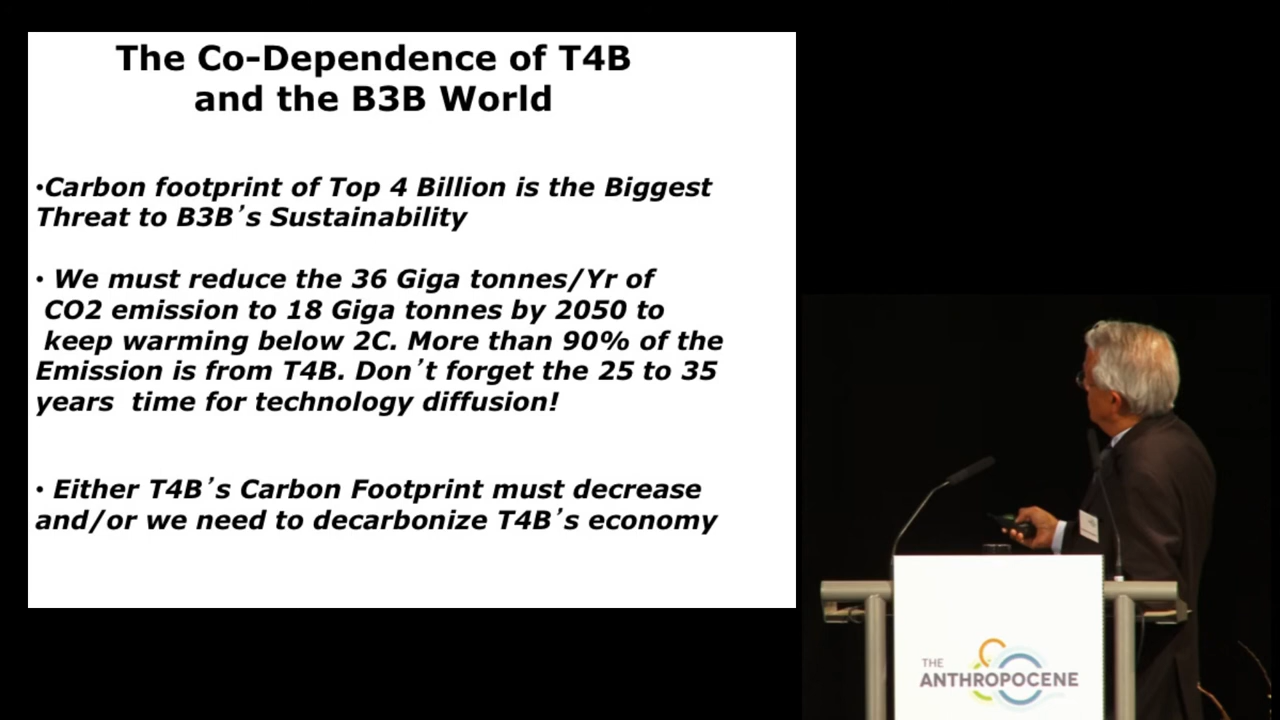 The Co-Dependence of T4B
and the B3B World
•Carbon footprint of Top 4 Billion is the Biggest
Threat to B3B’s Sustainability
• We must reduce the 36 Giga tonnes/Yr of
CO2 emission to 18 Giga tonnes by 2050 to
keep warming below 2C. More than 90% of the
Emission is from T4B. Don’t forget the 25 to 35
years time for technology diffusion!
• Either T4B’s Carbon Footprint must decrease
and/or we need to decarbonize T4B’s economy
THE
ANTHROPOCENE